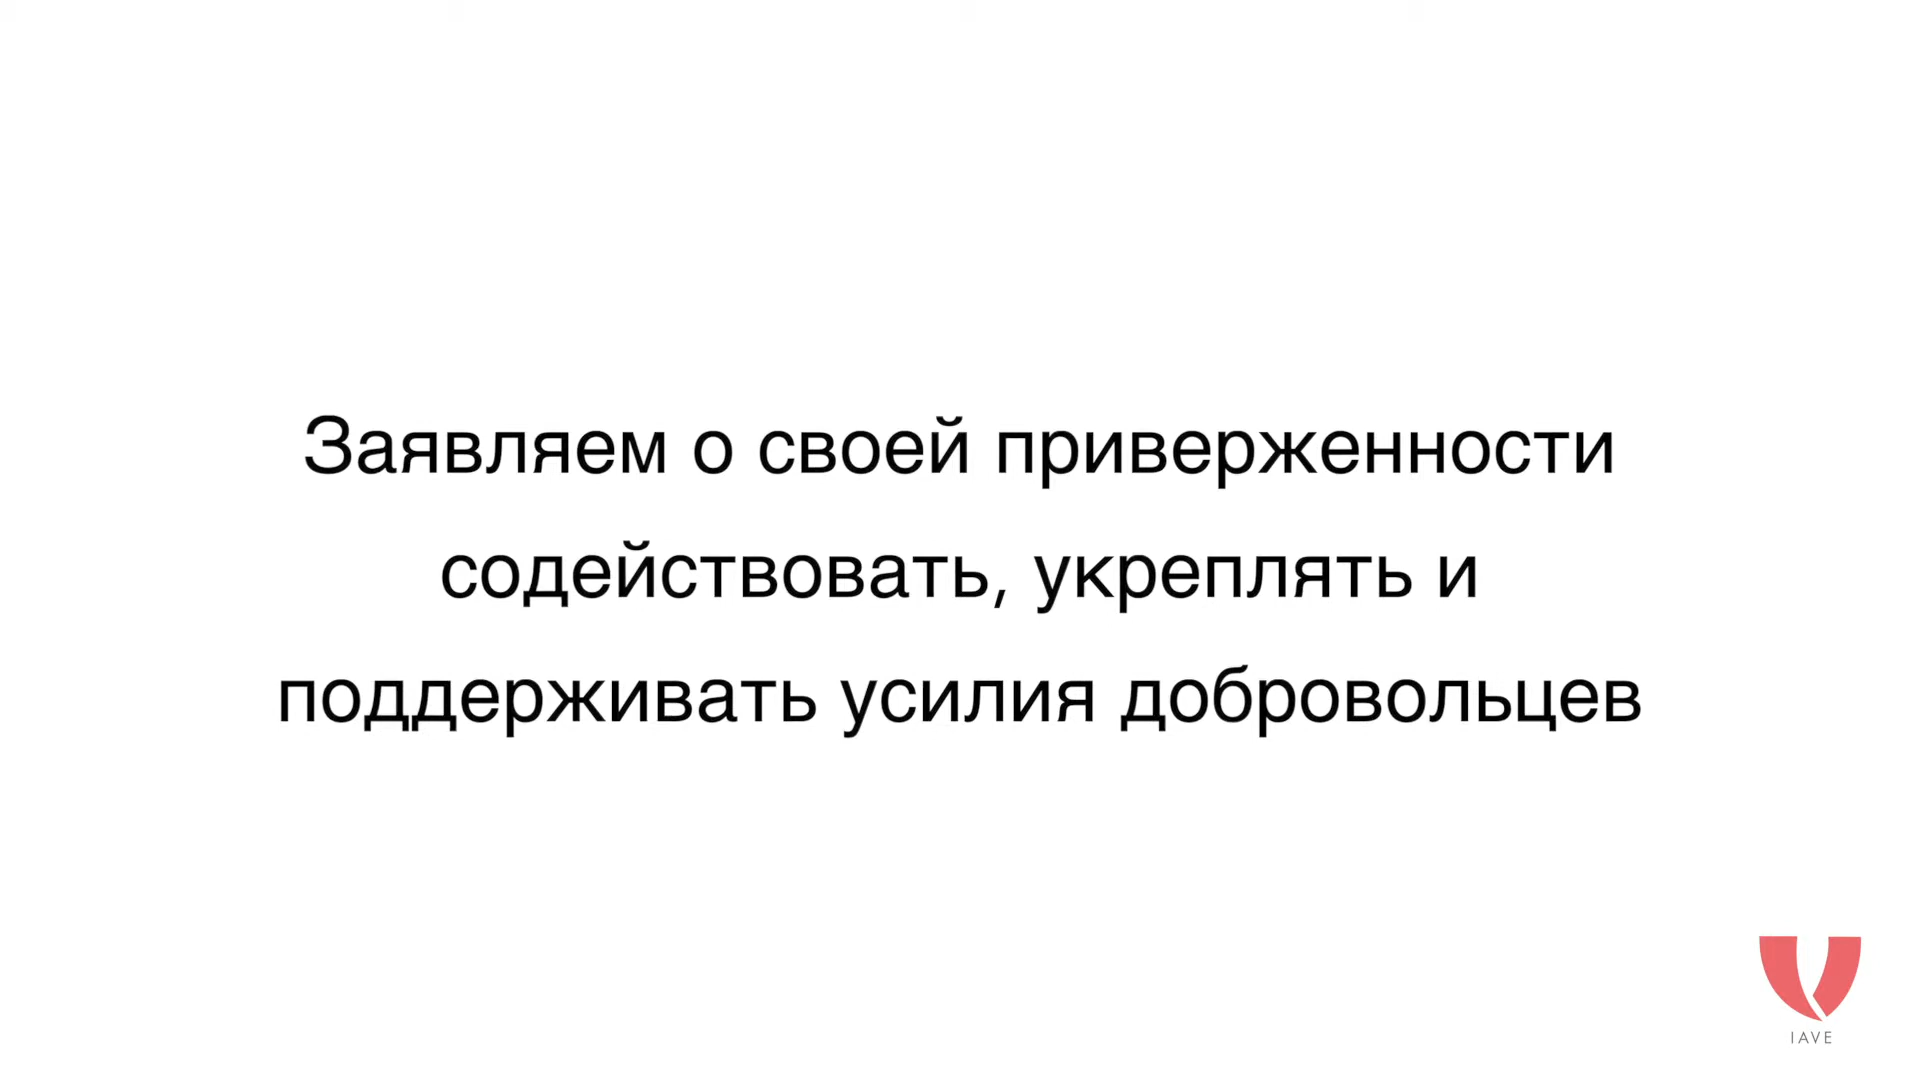 Заявляем о своей приверженности
содействовать, укреплять и
поддерживать усилия добровольцев
IAVE